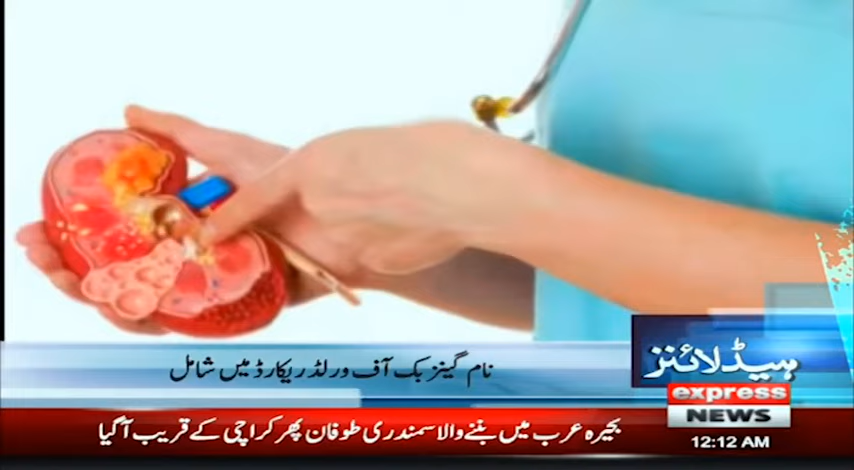 نام گینز بک آف ورلڈ ریکارڈ میں شامل
ہیڈلائنز
express
NEWS
بحیرہ عرب میں بننے والا سمندری طوفان پھر کراچی کے قریب آگیا
12:12 AM